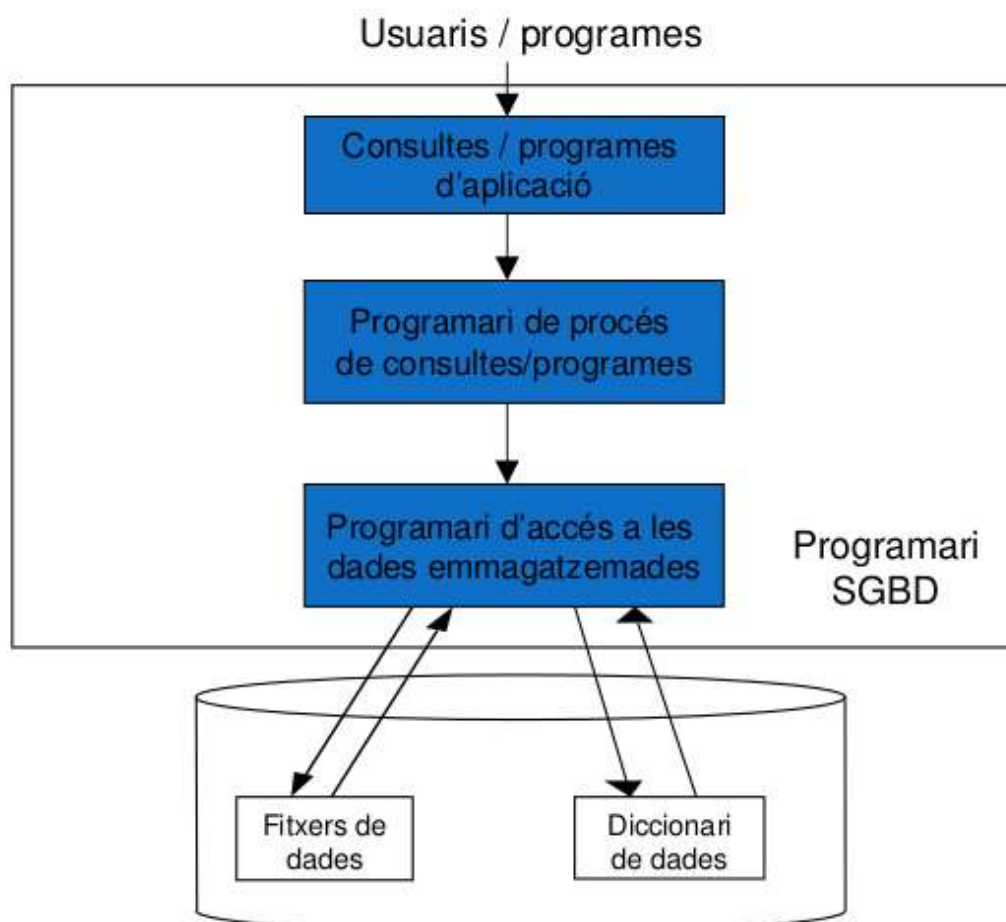 Usuaris / programes
Consultes / programes
d'aplicació
Programari de procés
de consultes/programes
Programari d'accés a les
dades emmagatzemades
Programari
SGBD
Fitxers de
dades
Diccionari
de dades